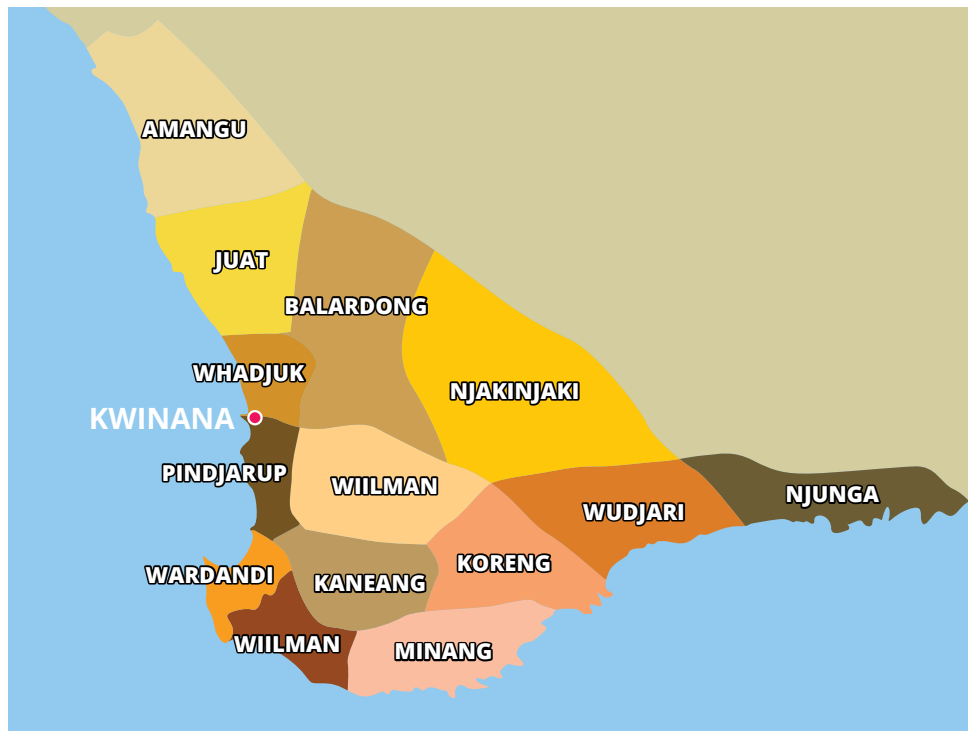 AMANGU
JUAT
BALARDONG
WHADJUK
NJAKINJAKI
KWINANA
PINDJARUP
WIILMAN
NJUNGA
WUDJARI
KORENG
WARDANDI
KANEANG
WIILMAN
MINANG